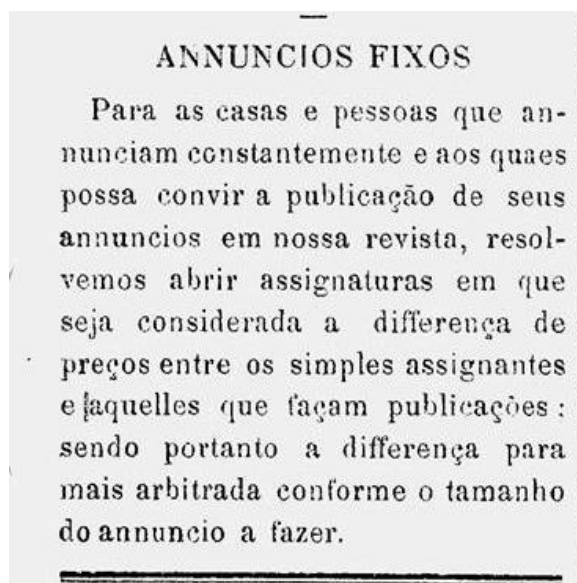 ANNUNCIOS FIXOS
Para as casas e pessoas que an-
nunciam constantemente e aos quaes
possa convir a publicação de seus
annuncios em nossa revista, resol-
vemos abrir assignaturas em que
seja considerada a differença de
preços entre os simples assignantes
e aquelles que façam publicações :
sendo portanto a differença para
mais arbitrada conforme o tamanho
do annuncio a fazer.